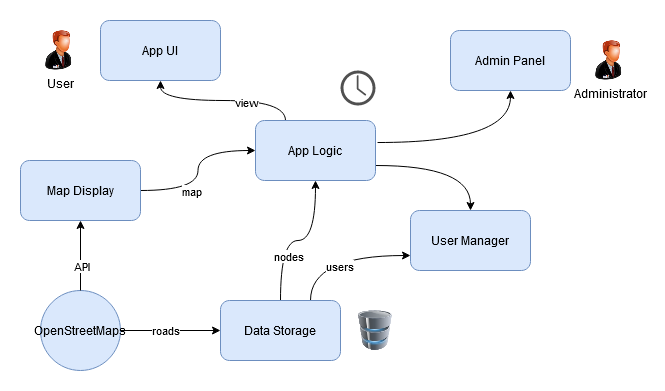 App UI
Admin Panel
User
Administrator
view
App Logic
Map Display
map
User Manager
nodes
API
users
OpenStreetMaps
roads
Data Storage